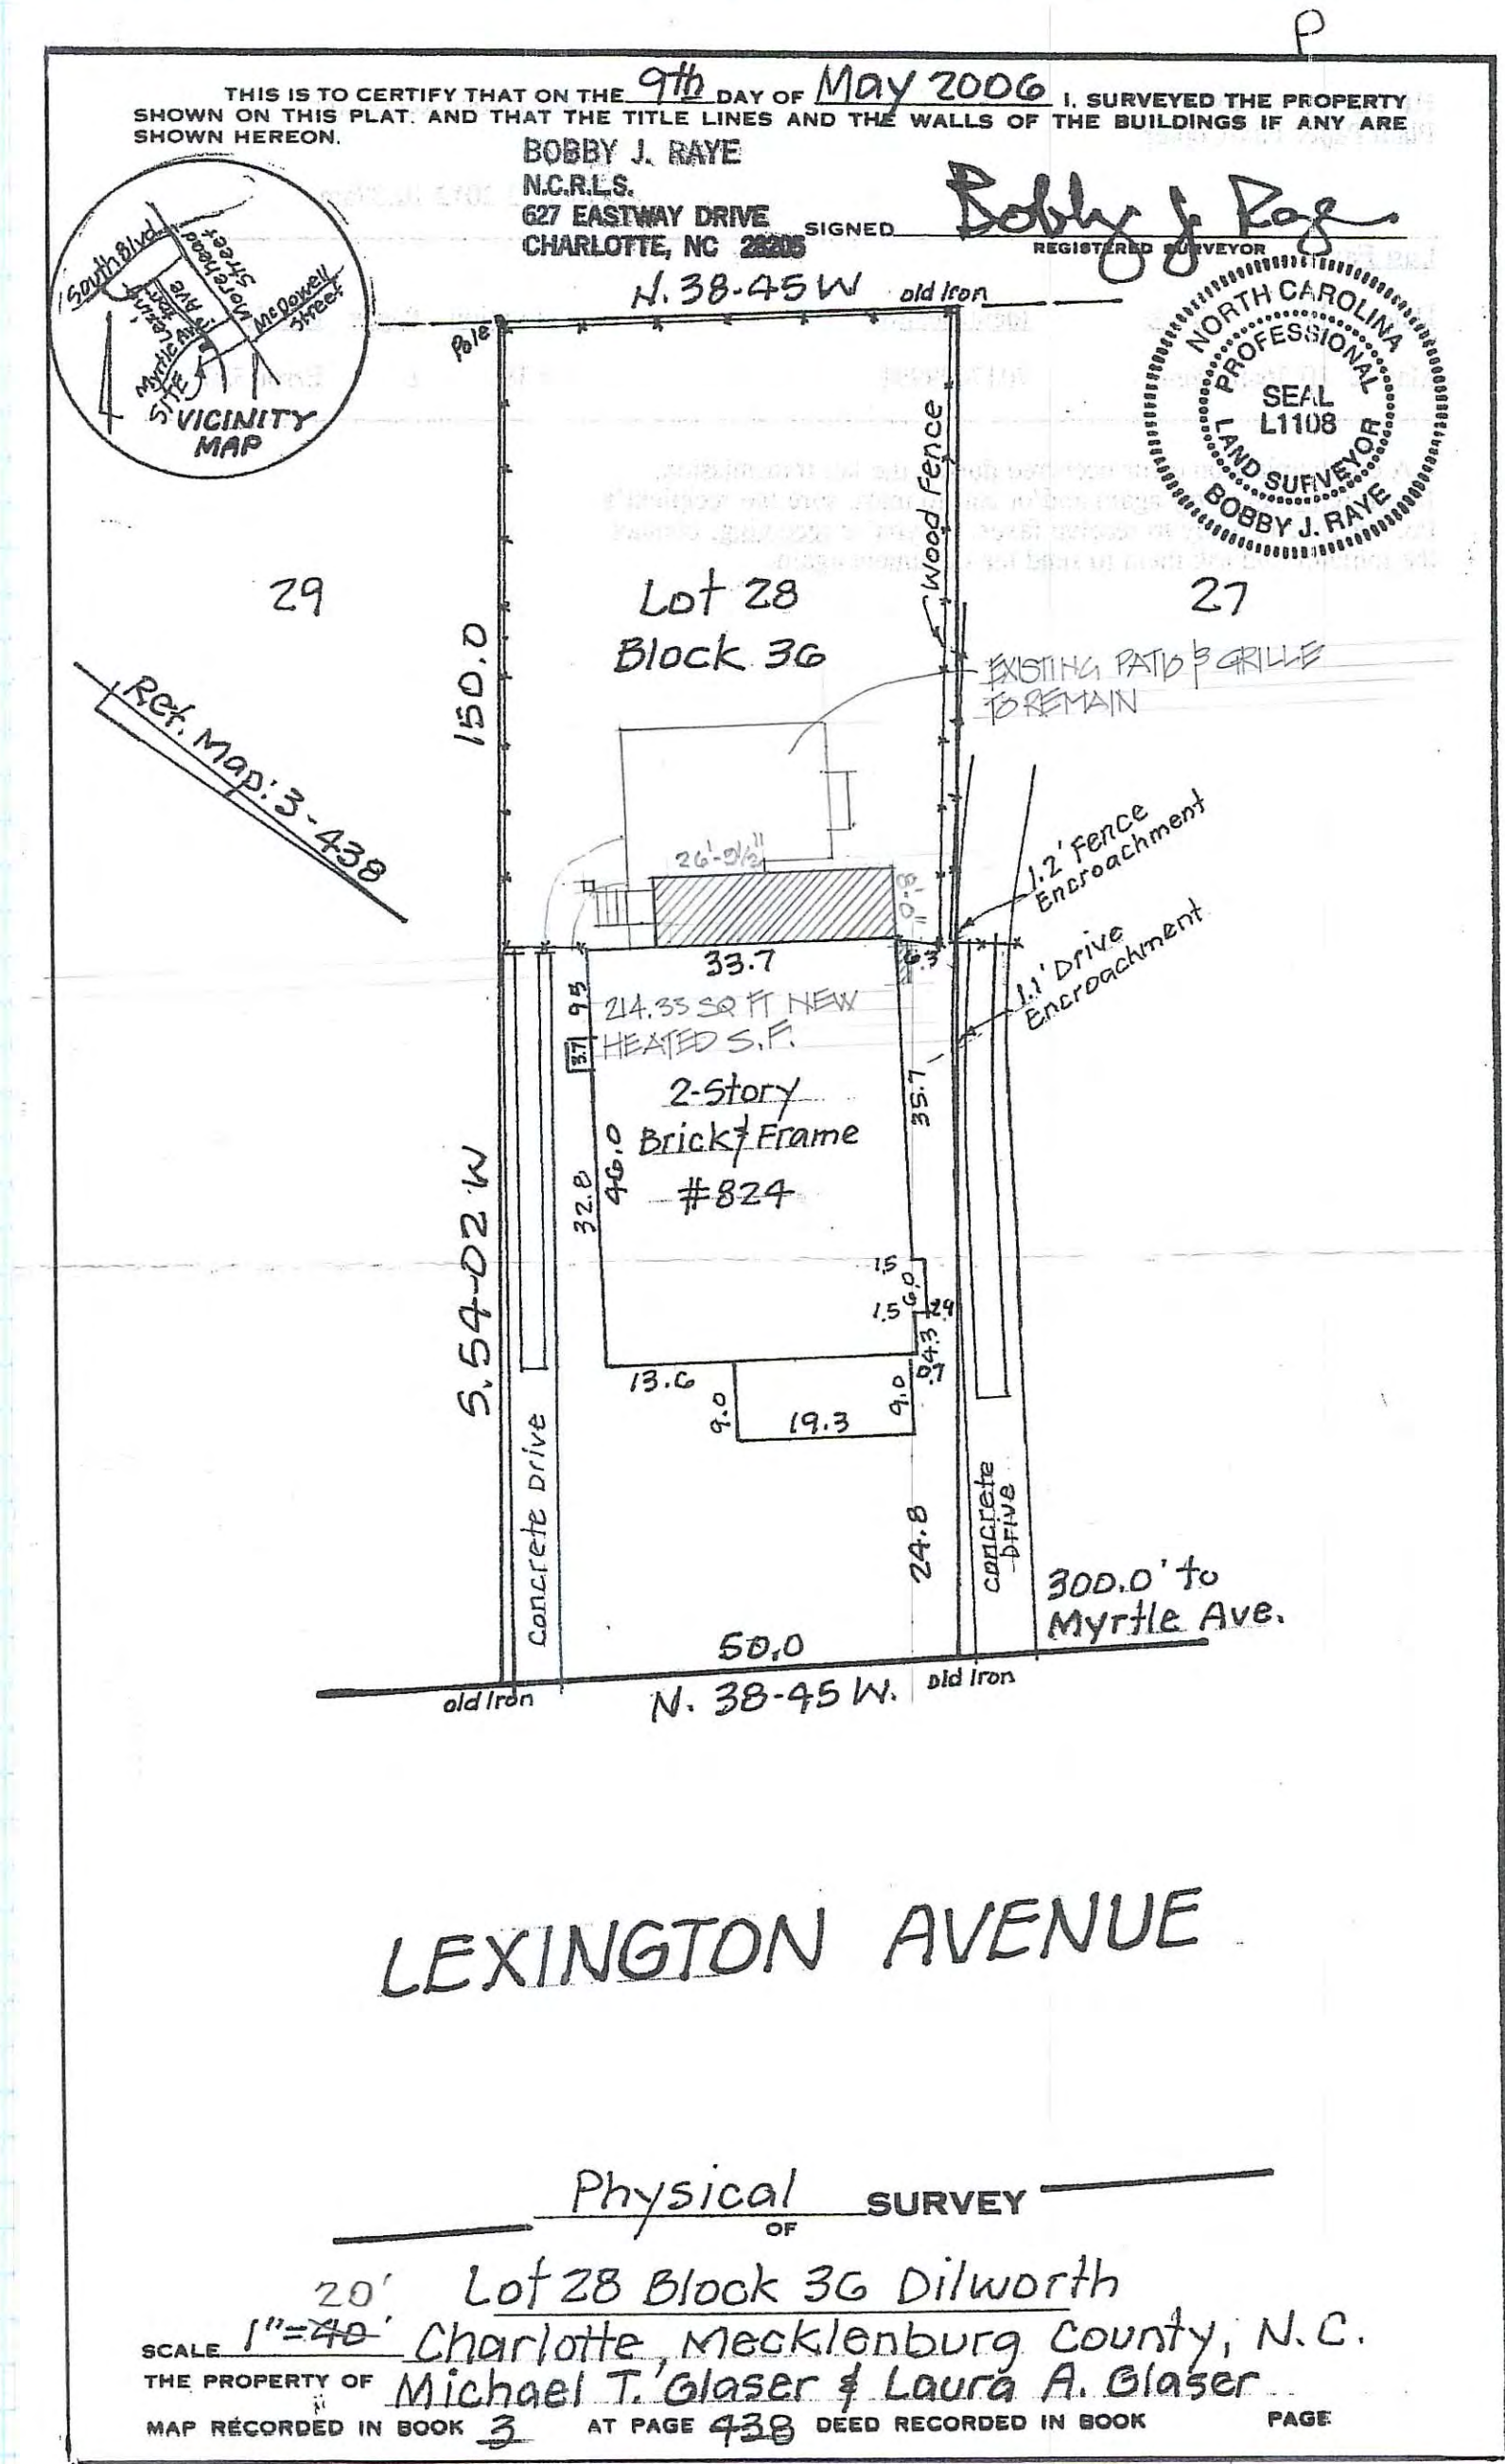 P
THIS IS TO CERTIFY THAT ON THE 9th DAY OF May 2006 I, SURVEYED THE PROPERTY
SHOWN ON THIS PLAT. AND THAT THE TITLE LINES AND THE WALLS OF THE BUILDINGS IF ANY ARE
SHOWN HEREON.
BOBBY J. RAYE
N.C.R.L.S.
627 EASTWAY DRIVE
CHARLOTTE, NC 28205
SIGNED Bobby J. Raye
REGISTERED SURVEYOR
South Blvd.
Morehead
Street
McDowell
Street
Lexington
Ave
Myrtle Ave
SITE
VICINITY
MAP
NORTH CAROLINA
PROFESSIONAL
SEAL
L1108
LAND SURVEYOR
BOBBY J. RAYE
N. 38-45 W
old Iron
Pole
Wood Fence
29
Lot 28
Block 36
27
150.0
EXISTING PATIO & GRILLE
TO REMAIN
Ref. Map: 3-438
26'-9 1/2"
8'-0"
1.2' Fence
Encroachment
1.1' Drive
Encroachment
33.7
6.3
9.5
3.7
214.33 SQ FT NEW
HEATED S.F.
2-Story
Brick & Frame
#824
35.7
46.0
32.8
S. 54-02 W
1.5
6.0
1.5
2.9
4.3
0.7
13.6
9.0
19.3
9.0
Concrete Drive
24.8
Concrete
Drive
300.0' to
Myrtle Ave.
50.0
old Iron
N. 38-45 W.
old Iron
LEXINGTON AVENUE
Physical SURVEY
OF
20'
Lot 28 Block 36 Dilworth
SCALE 1"=40' Charlotte, Mecklenburg County, N.C.
THE PROPERTY OF Michael T. Glaser & Laura A. Glaser
MAP RECORDED IN BOOK 3 AT PAGE 438 DEED RECORDED IN BOOK PAGE